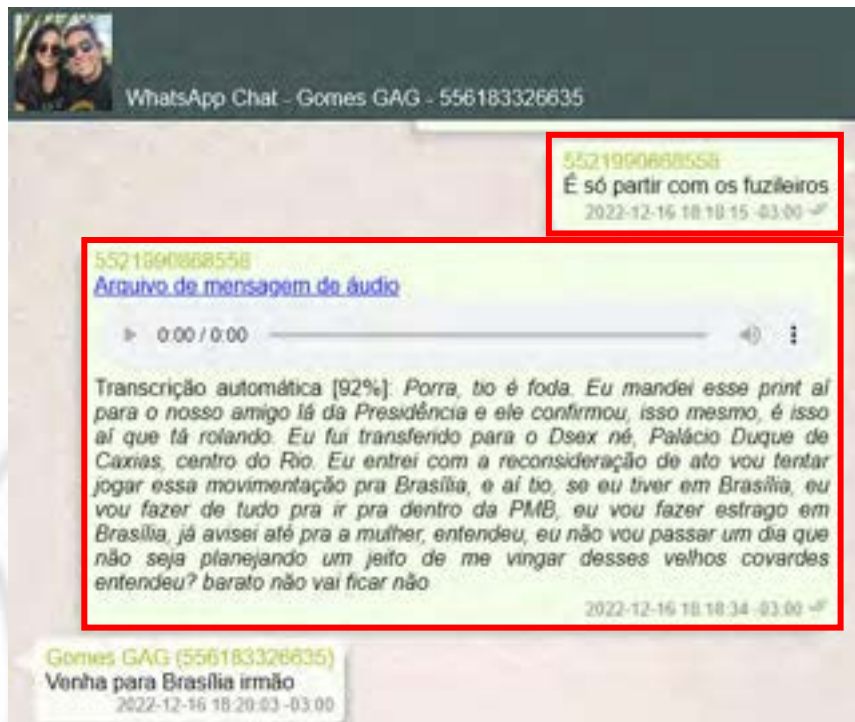 WhatsApp Chat - Gomes GAG - 556183326635
5521990868558
É só partir com os fuzileiros
2022-12-16 18:18:15 -03:00
5521990868558
Arquivo de mensagem de áudio
0:00 / 0:00
Transcrição automática [92%]: Porra, tio é foda. Eu mandei esse print aí
para o nosso amigo lá da Presidência e ele confirmou, isso mesmo, é isso
aí que tá rolando. Eu fui transferido para o Dsex né, Palácio Duque de
Caxias, centro do Rio. Eu entrei com a reconsideração de ato vou tentar
jogar essa movimentação pra Brasília, e aí tio, se eu tiver em Brasília, eu
vou fazer de tudo pra ir pra dentro da PMB, eu vou fazer estrago em
Brasília, já avisei até pra a mulher, entendeu, eu não vou passar um dia que
não seja planejando um jeito de me vingar desses velhos covardes
entendeu? barato não vai ficar não
2022-12-16 18:18:34 -03:00
Gomes GAG (556183326635)
Venha para Brasília irmão
2022-12-16 18:20:03 -03:00